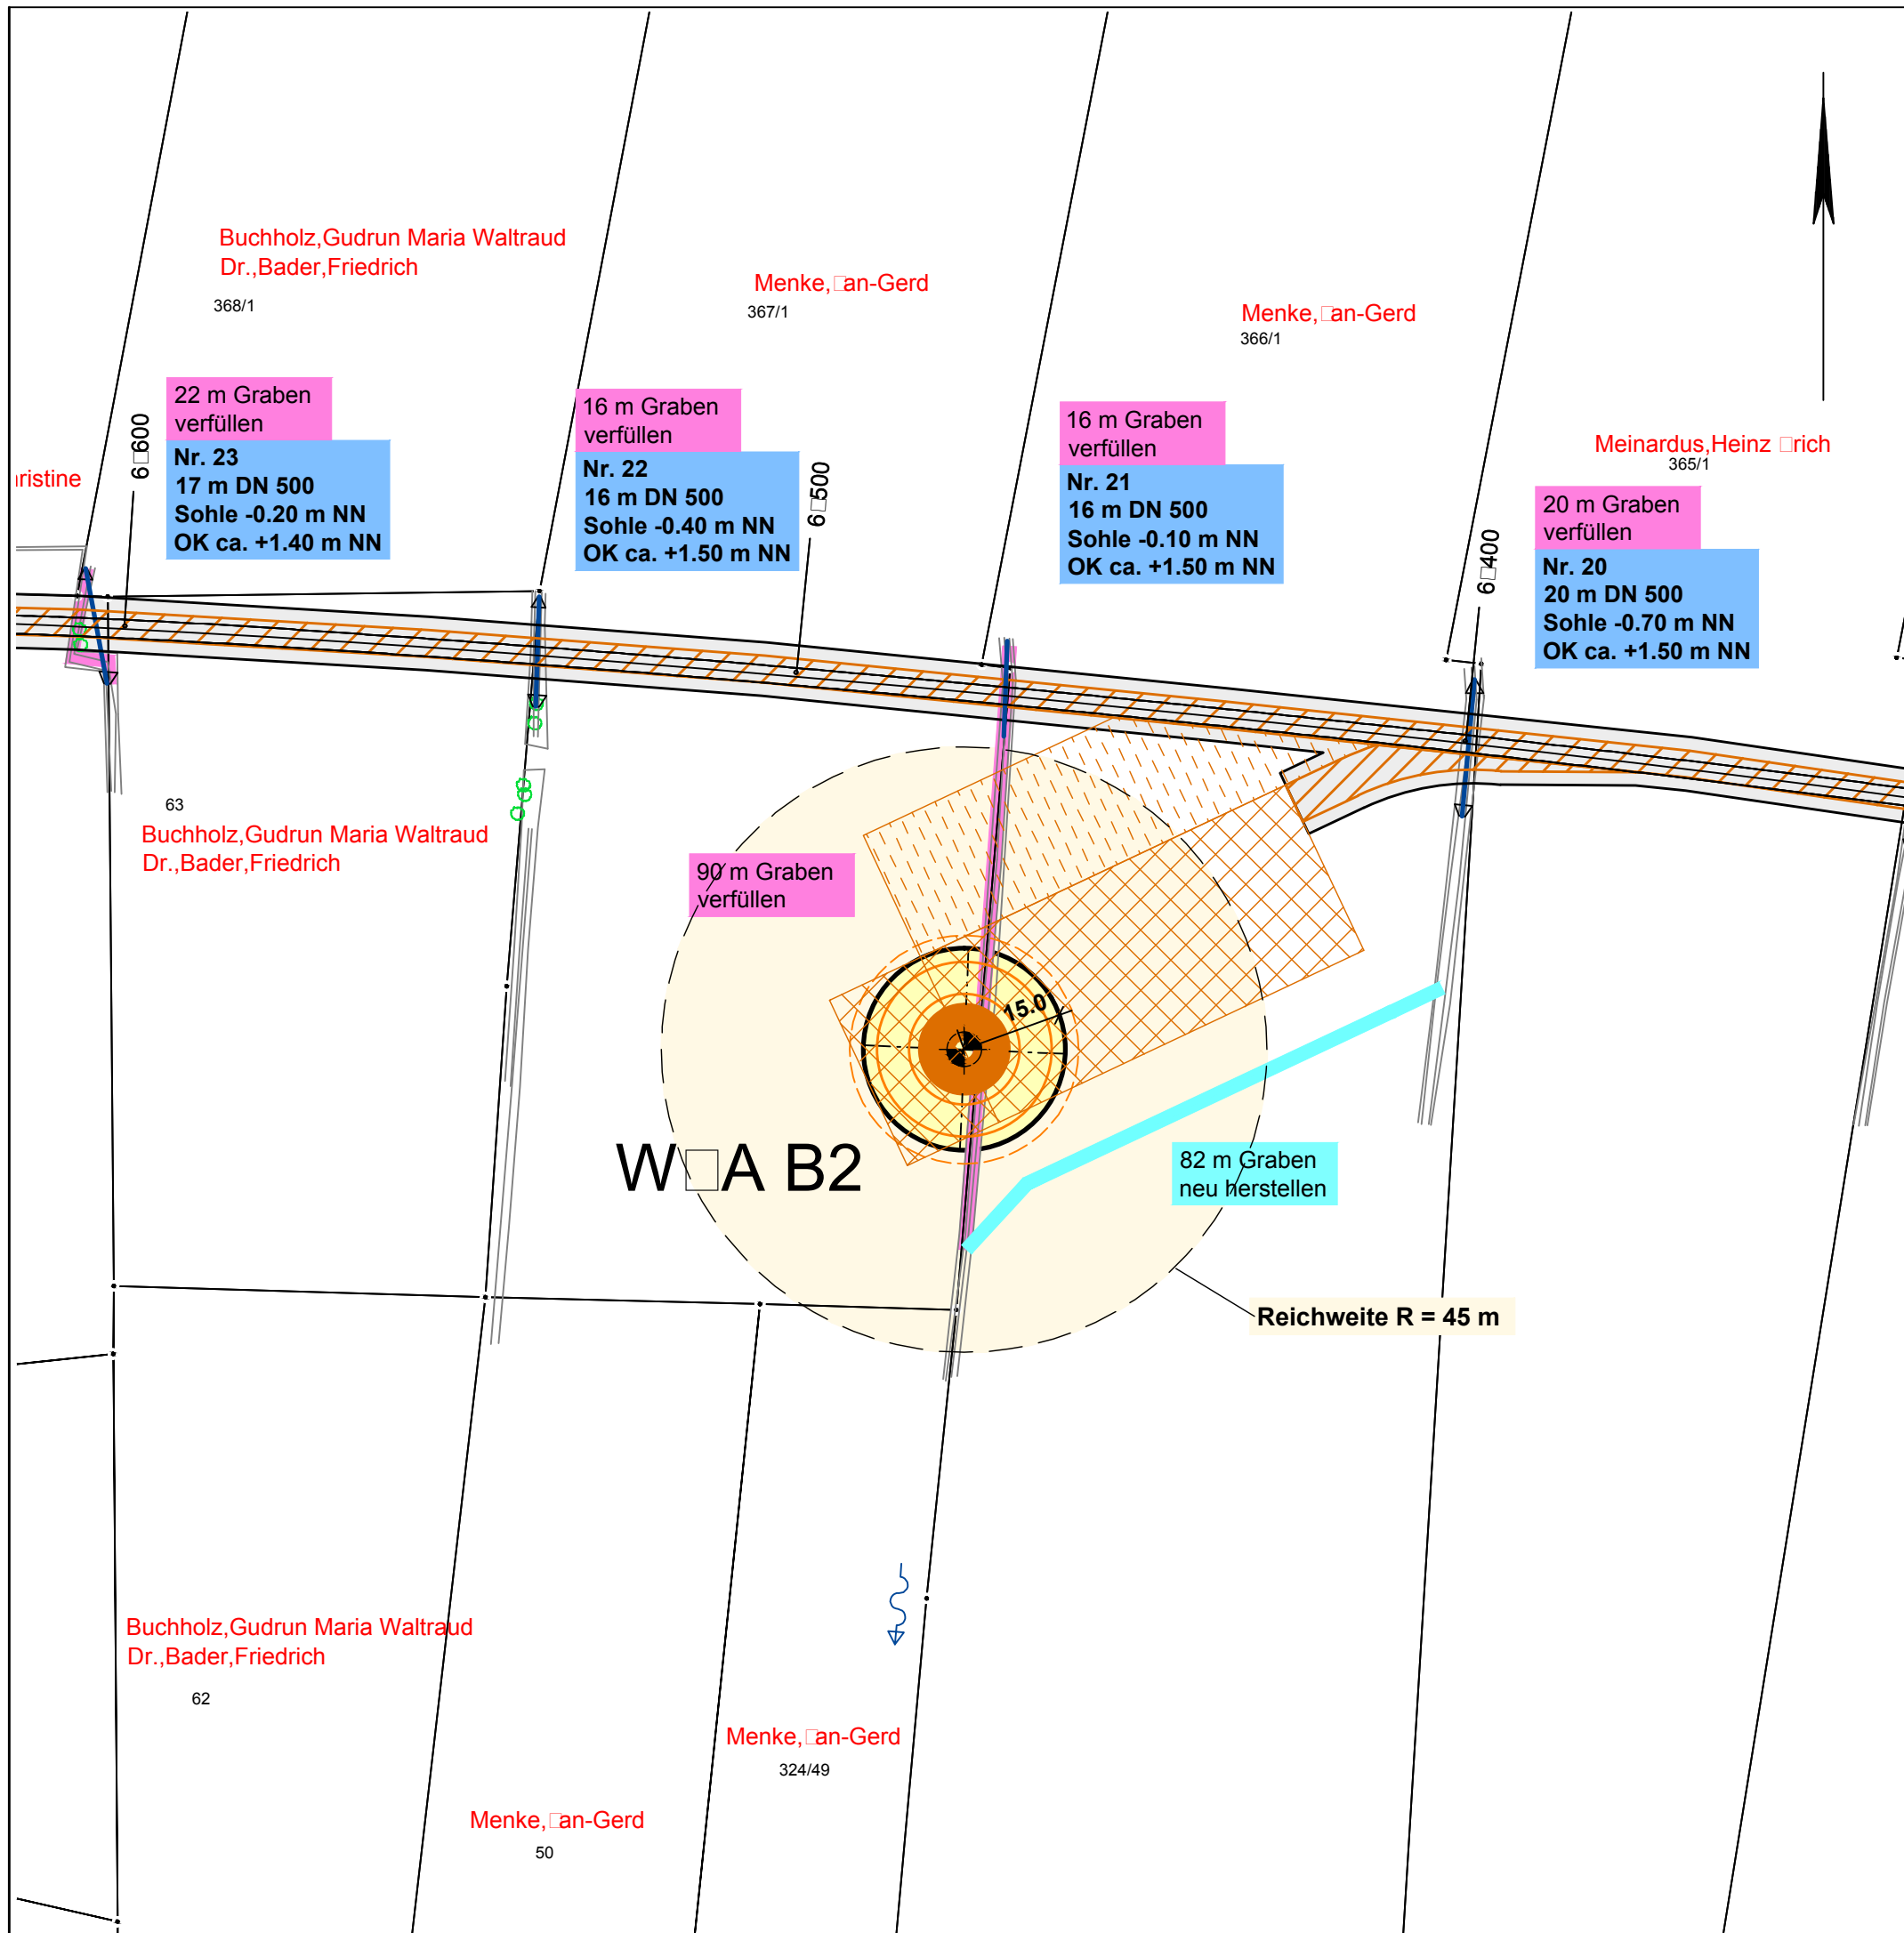 Buchholz,Gudrun Maria Waltraud
Dr.,Bader,Friedrich
368/1
Menke,□an-Gerd
367/1
Menke,□an-Gerd
366/1
Meinardus,Heinz □rich
365/1
ristine
6□600
22 m Graben
verfüllen
Nr. 23
17 m DN 500
Sohle -0.20 m NN
OK ca. +1.40 m NN
16 m Graben
verfüllen
Nr. 22
16 m DN 500
Sohle -0.40 m NN
OK ca. +1.50 m NN
6□500
16 m Graben
verfüllen
Nr. 21
16 m DN 500
Sohle -0.10 m NN
OK ca. +1.50 m NN
6□400
20 m Graben
verfüllen
Nr. 20
20 m DN 500
Sohle -0.70 m NN
OK ca. +1.50 m NN
63
Buchholz,Gudrun Maria Waltraud
Dr.,Bader,Friedrich
90 m Graben
verfüllen
15.0
W□A B2
82 m Graben
neu herstellen
Reichweite R = 45 m
Buchholz,Gudrun Maria Waltraud
Dr.,Bader,Friedrich
62
Menke,□an-Gerd
324/49
Menke,□an-Gerd
50